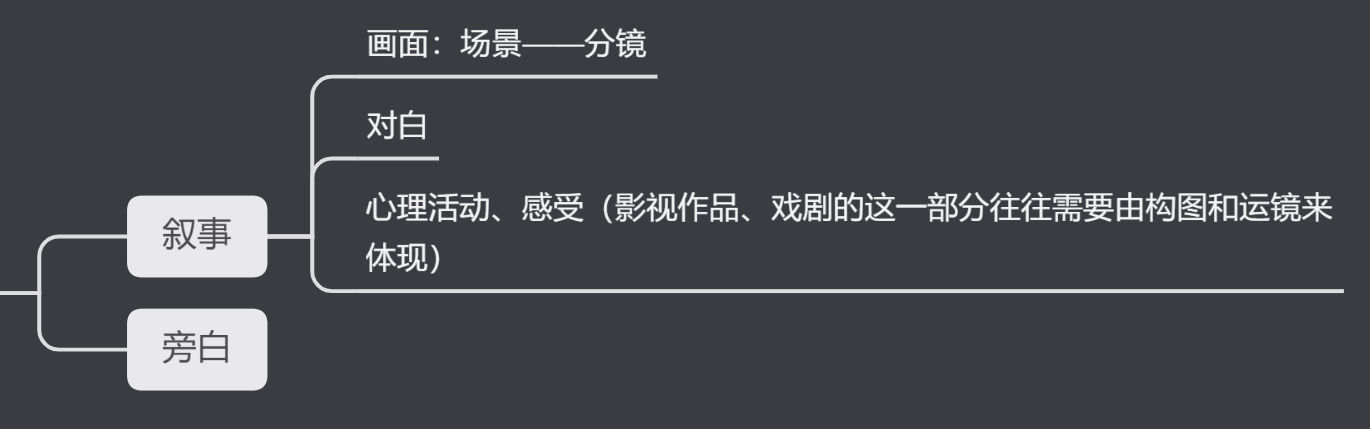 画面：场景——分镜
对白
心理活动、感受（影视作品、戏剧的这一部分往往需要由构图和运镜来
体现）
叙事
旁白